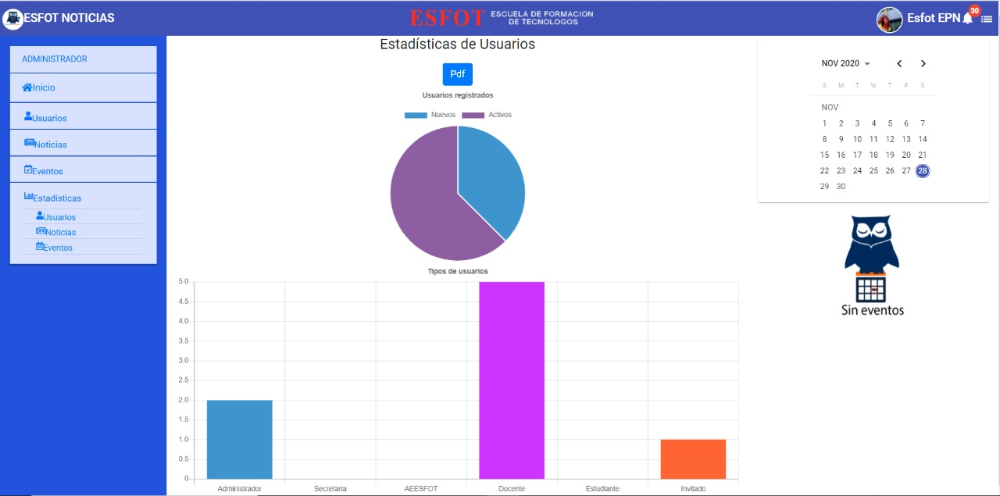 ESFOT NOTICIAS
ESFOT
ESCUELA DE FORMACION
DE TECNOLOGOS
Esfot EPN
30
ADMINISTRADOR
Inicio
Usuarios
Noticias
Eventos
Estadísticas
Usuarios
Noticias
Eventos
Estadísticas de Usuarios
Pdf
Usuarios registrados
Nuevos Activos
Tipos de usuarios
5.0
4.5
4.0
3.5
3.0
2.5
2.0
1.5
1.0
0.5
0
Administrador Secretaria AEESFOT Docente Estudiante Invitado
NOV 2020
S M T W T F S
NOV
1 2 3 4 5 6 7
8 9 10 11 12 13 14
15 16 17 18 19 20 21
22 23 24 25 26 27 28
29 30
Sin eventos